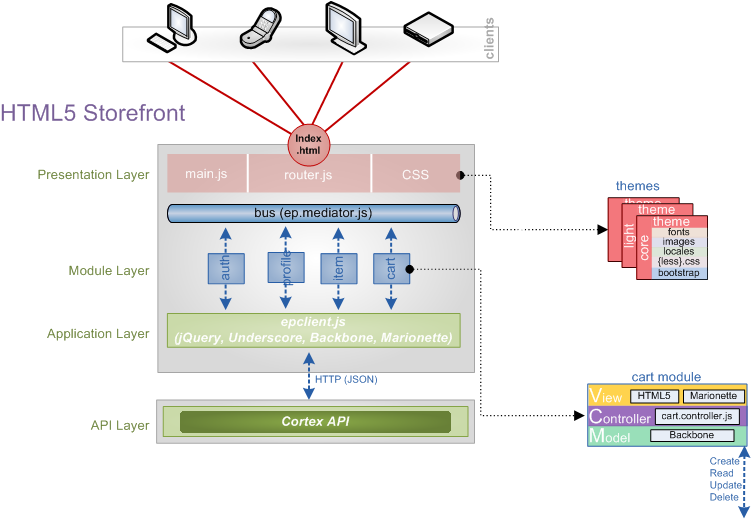 clients
HTML5 Storefront
Index
.html
Presentation Layer
main.js
router.js
CSS
themes
bus (ep.mediator.js)
theme
theme
theme
light
core
fonts
images
locales
{less}.css
bootstrap
Module Layer
auth
profile
item
cart
Application Layer
epclient.js
(jQuery, Underscore, Backbone, Marionette)
HTTP (JSON)
cart module
View
HTML5
Marionette
Controller
cart.controller.js
Model
Backbone
API Layer
Cortex API
Create
Read
Update
Delete